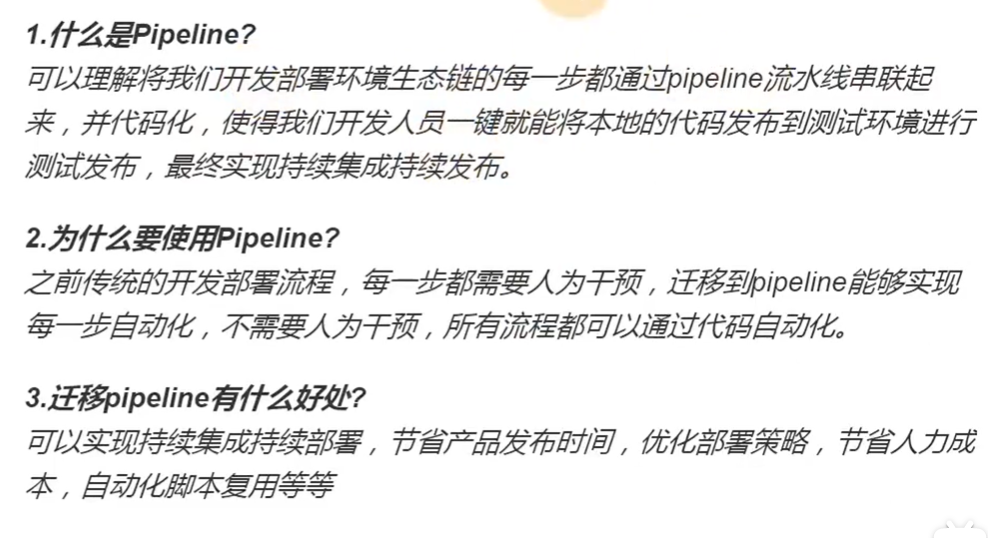 1.什么是Pipeline?
可以理解将我们开发部署环境生态链的每一步都通过pipeline流水线串联起
来，并代码化，使得我们开发人员一键就能将本地的代码发布到测试环境进行
测试发布，最终实现持续集成持续发布。
2.为什么要使用Pipeline?
之前传统的开发部署流程，每一步都需要人为干预，迁移到pipeline能够实现
每一步自动化，不需要人为干预，所有流程都可以通过代码自动化。
3.迁移pipeline有什么好处?
可以实现持续集成持续部署，节省产品发布时间，优化部署策略，节省人力成
本，自动化脚本复用等等